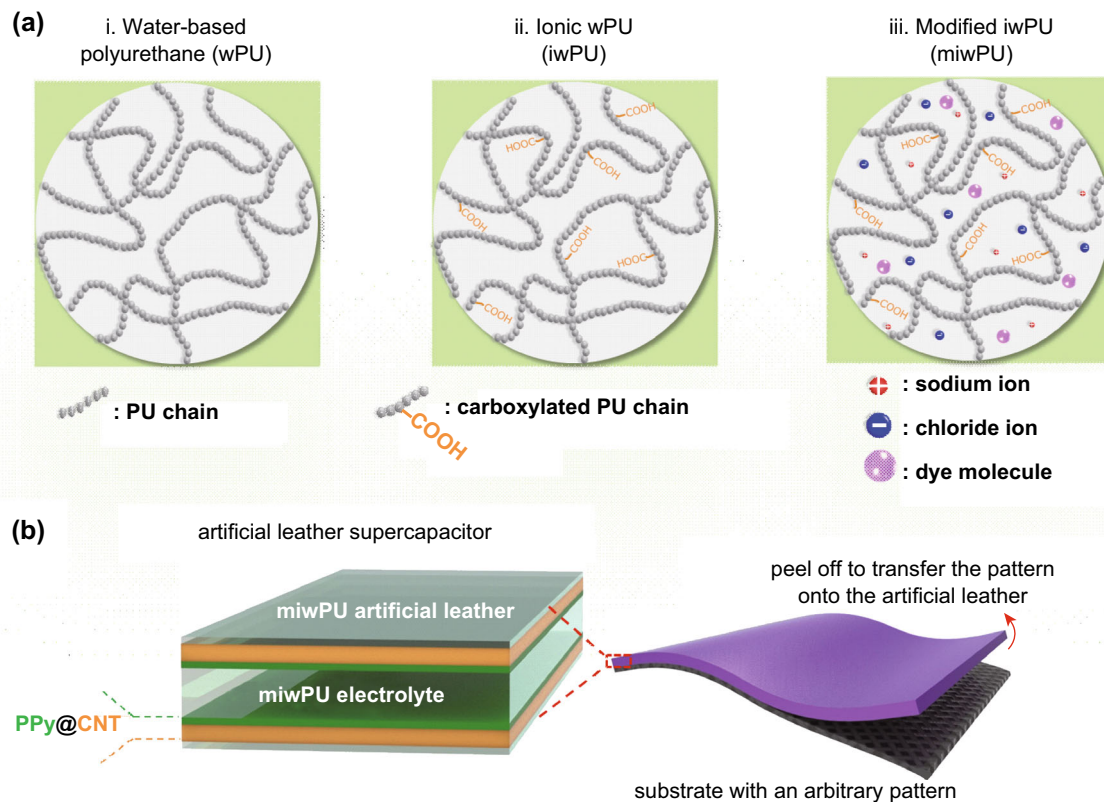 (a)
i. Water-based
polyurethane (wPU)
ii. Ionic wPU
(iwPU)
iii. Modified iwPU
(miwPU)
COOH
HOOC
COOH
COOH
COOH
HOOC
COOH
COOH
HOOC
COOH
COOH
COOH
HOOC
COOH
: PU chain
COOH
: carboxylated PU chain
: sodium ion
: chloride ion
: dye molecule
(b)
artificial leather supercapacitor
miwPU artificial leather
miwPU electrolyte
PPy@CNT
peel off to transfer the pattern
onto the artificial leather
substrate with an arbitrary pattern